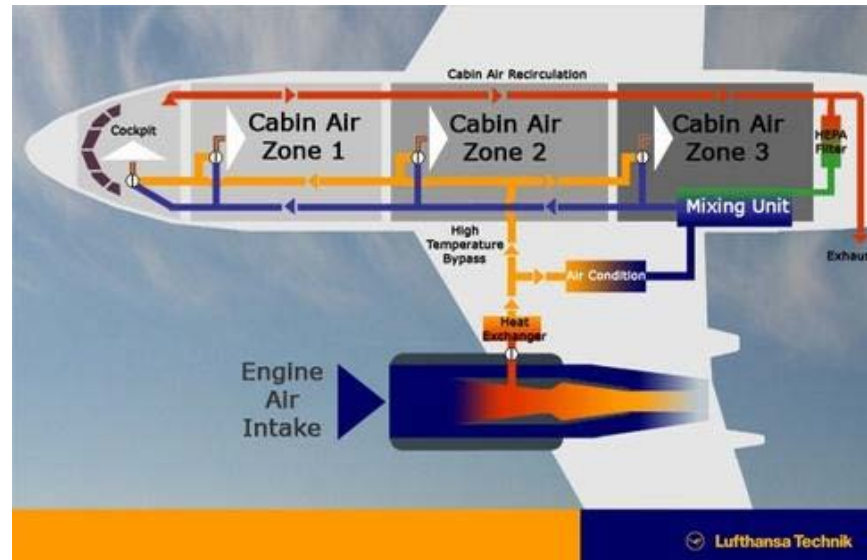 Cabin Air Recirculation
Cockpit
Cabin Air
Zone 1
Cabin Air
Zone 2
Cabin Air
Zone 3
HEPA
Filter
Mixing Unit
High
Temperature
Bypass
Air Condition
Exhaus
Heat
Exchanger
Engine
Air
Intake
Lufthansa Technik